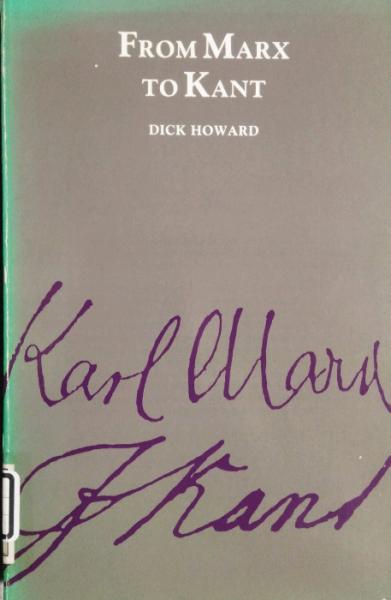 FROM MARX
TO KANT
DICK HOWARD
Karl Marx
I Kant